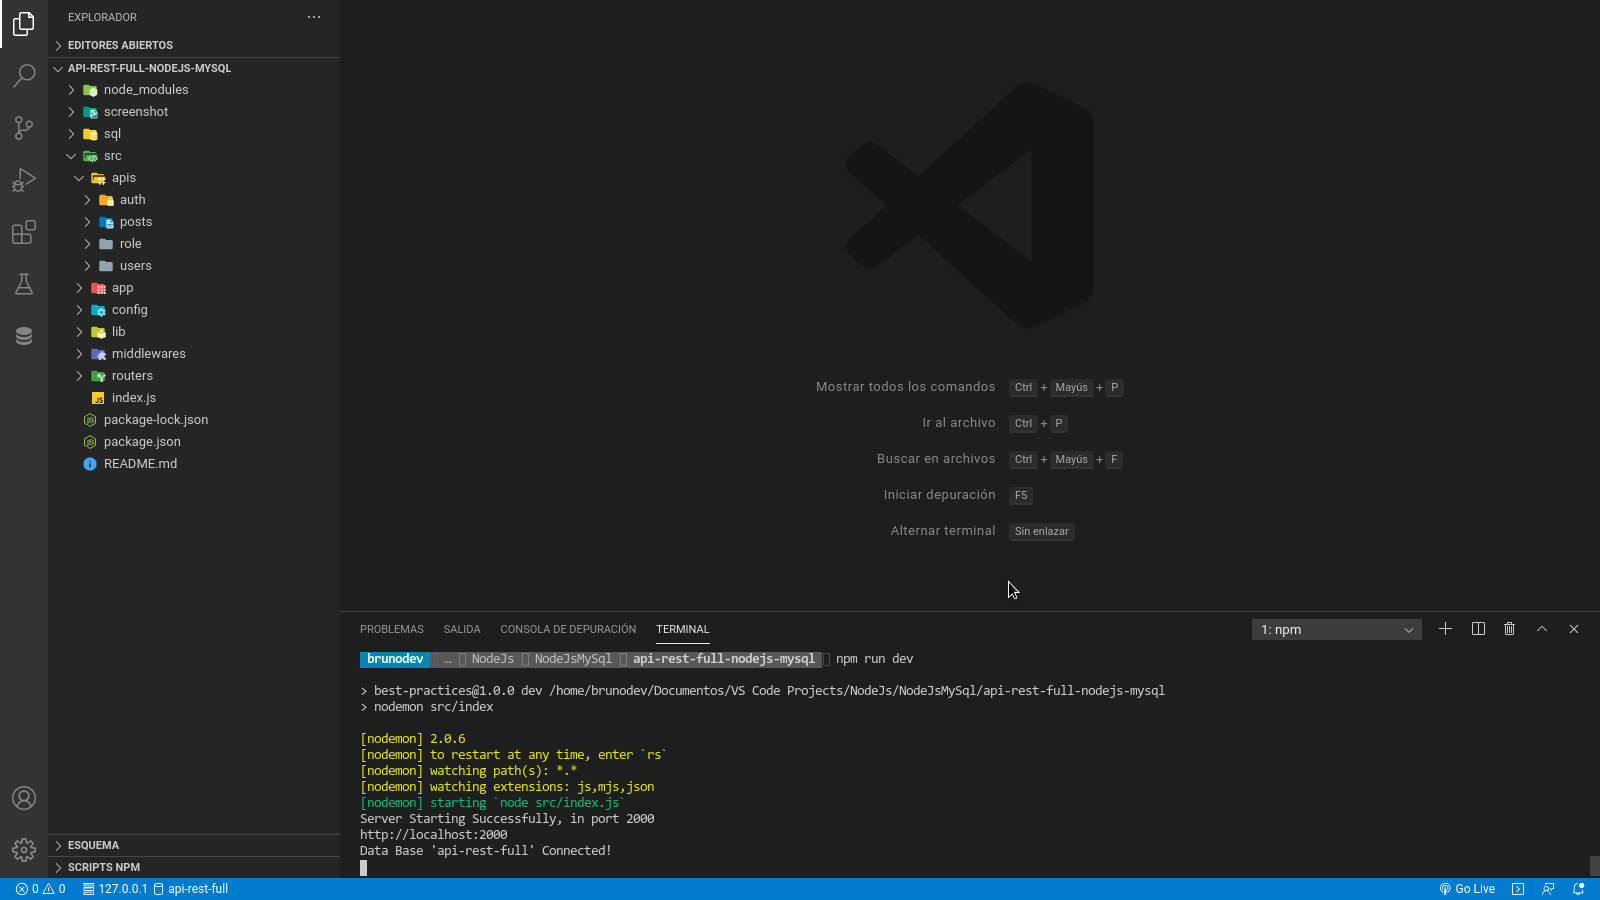 EXPLORADOR
EDITORES ABIERTOS
API-REST-FULL-NODEJS-MYSQL
node_modules
screenshot
sql
src
apis
auth
posts
role
users
app
config
lib
middlewares
routers
index.js
package-lock.json
package.json
README.md
ESQUEMA
SCRIPTS NPM
Mostrar todos los comandos Ctrl + Mayús + P
Ir al archivo Ctrl + P
Buscar en archivos Ctrl + Mayús + F
Iniciar depuración F5
Alternar terminal Sin enlazar
PROBLEMAS SALIDA CONSOLA DE DEPURACIÓN TERMINAL 1: npm
brunodev … NodeJs NodeJsMySql api-rest-full-nodejs-mysql npm run dev
> best-practices@1.0.0 dev /home/brunodev/Documentos/VS Code Projects/NodeJs/NodeJsMySql/api-rest-full-nodejs-mysql
> nodemon src/index
[nodemon] 2.0.6
[nodemon] to restart at any time, enter `rs`
[nodemon] watching path(s): *.*
[nodemon] watching extensions: js,mjs,json
[nodemon] starting `node src/index.js`
Server Starting Successfully, in port 2000
http://localhost:2000
Data Base 'api-rest-full' Connected!
0 0 127.0.0.1 api-rest-full Go Live